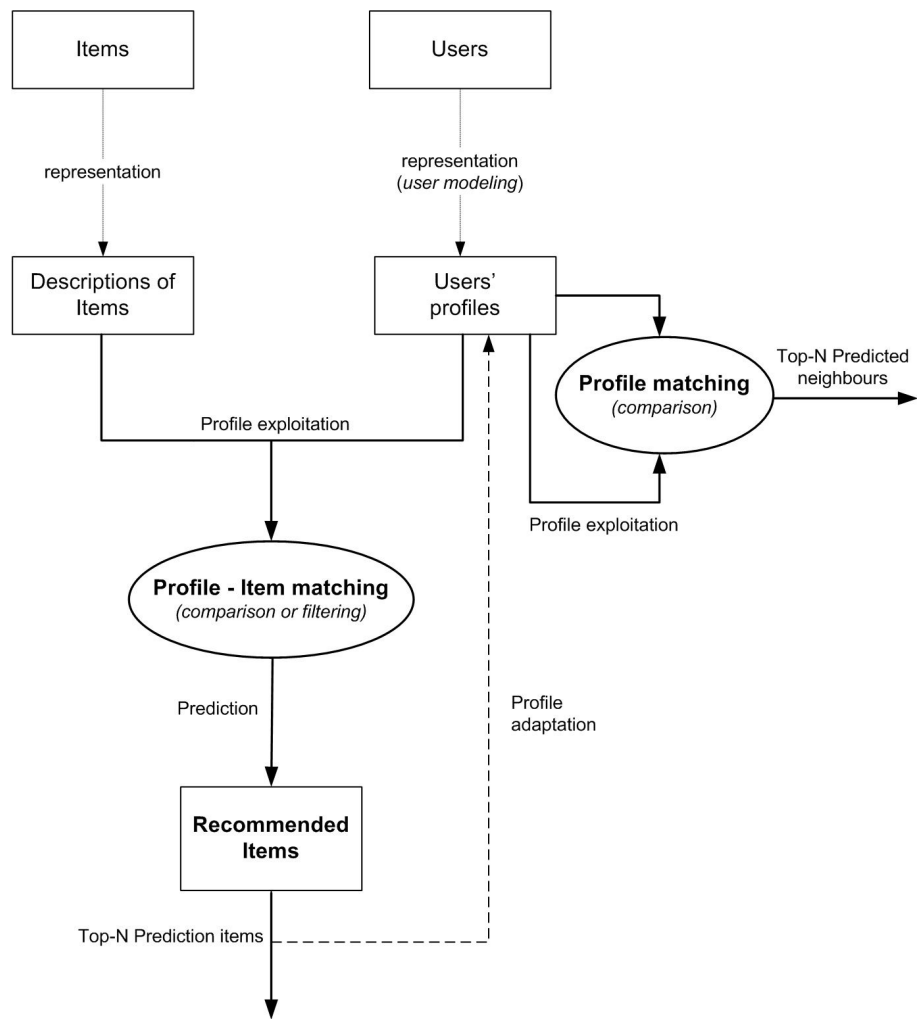 Items
Users
representation
representation
(user modeling)
Descriptions of
Items
Users’
profiles
Profile matching
(comparison)
Top-N Predicted
neighbours
Profile exploitation
Profile exploitation
Profile - Item matching
(comparison or filtering)
Prediction
Profile
adaptation
Recommended
Items
Top-N Prediction items